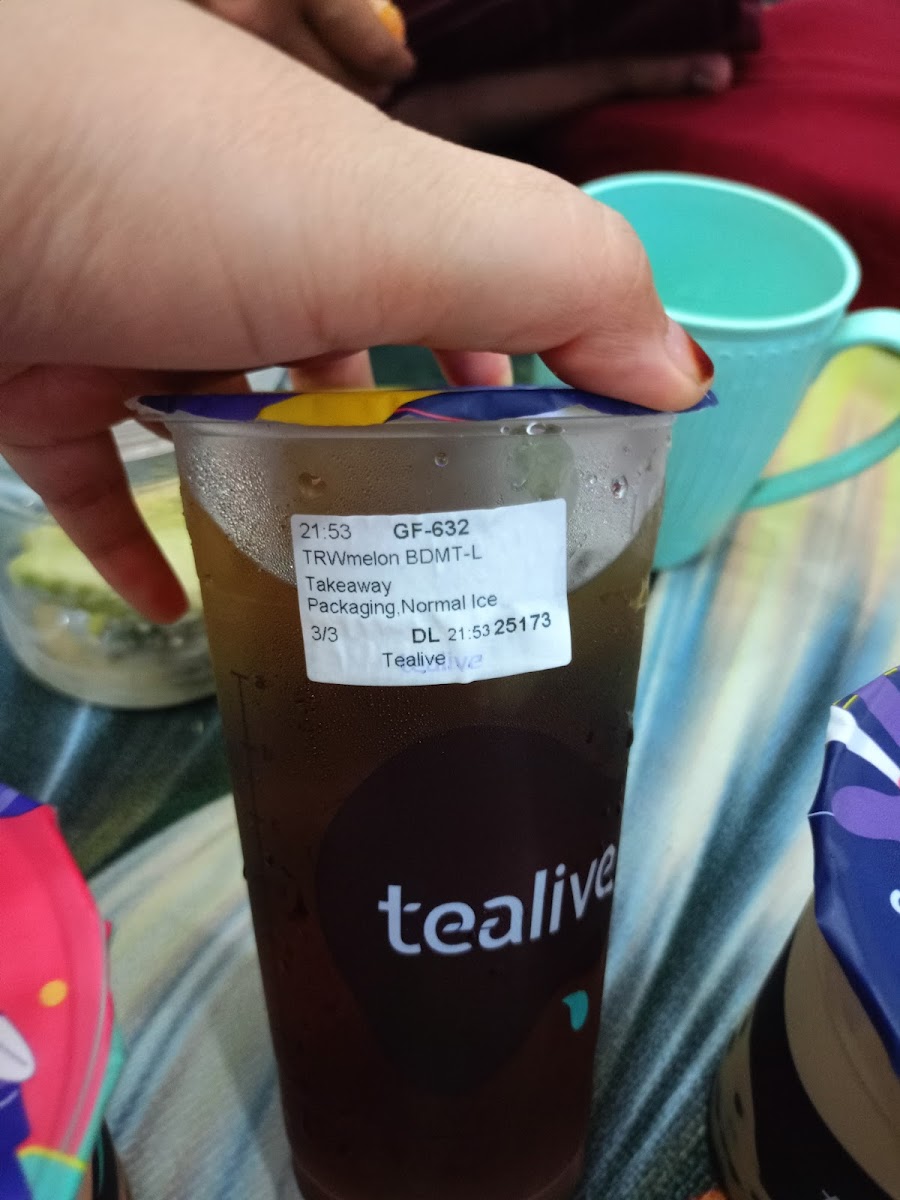 21:53 GF-632
TRWmelon BDMT-L
Takeaway
Packaging,Normal Ice
3/3 DL 21:53 25173
Tealive
tealive